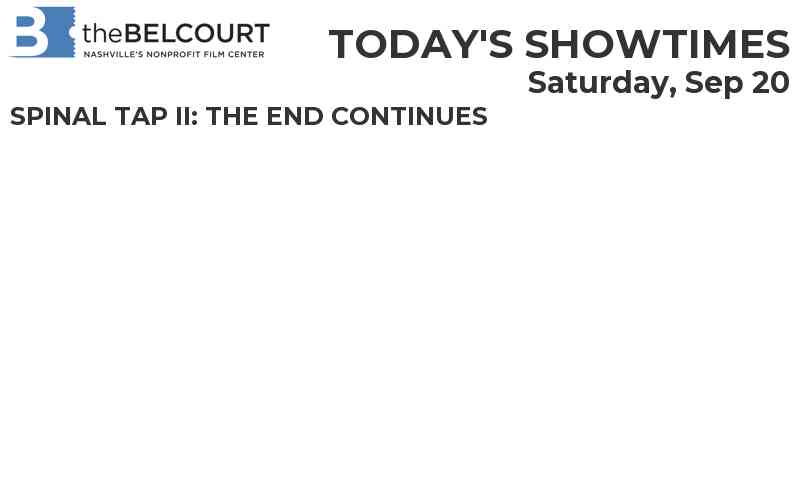 B
theBELCOURT
NASHVILLE'S NONPROFIT FILM CENTER
TODAY'S SHOWTIMES
Saturday, Sep 20
SPINAL TAP II: THE END CONTINUES